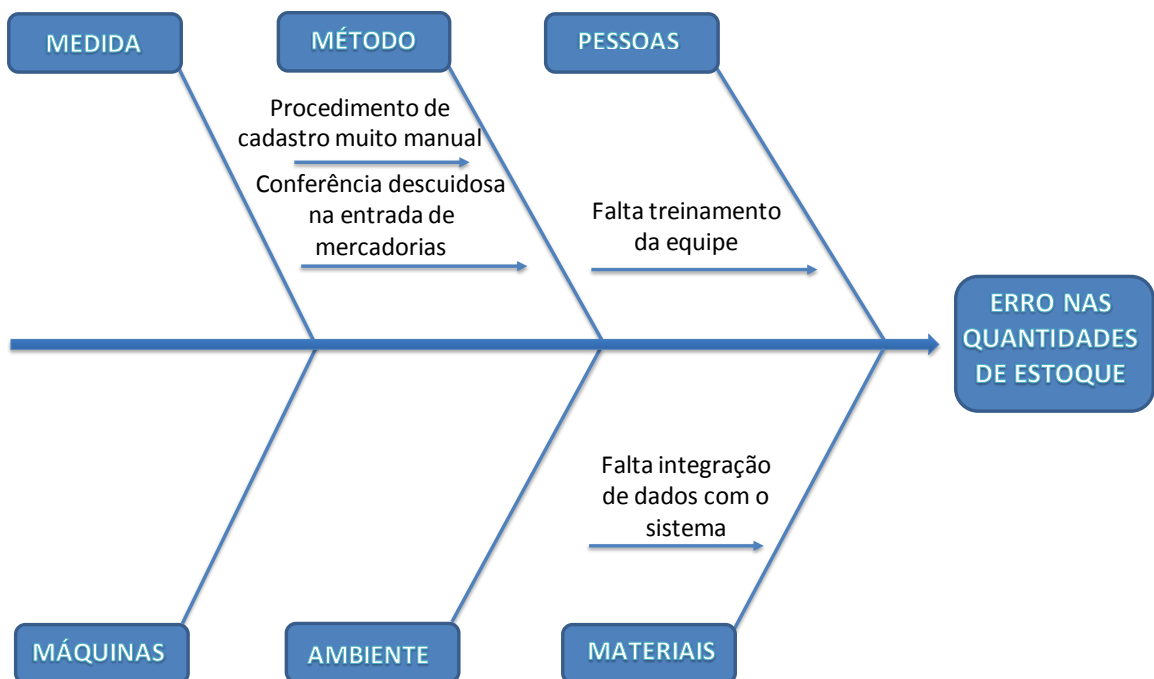 MEDIDA
MÉTODO
PESSOAS
Procedimento de
cadastro muito manual
Conferência descuidosa
na entrada de
mercadorias
Falta treinamento
da equipe
ERRO NAS
QUANTIDADES
DE ESTOQUE
Falta integração
de dados com o
sistema
MÁQUINAS
AMBIENTE
MATERIAIS